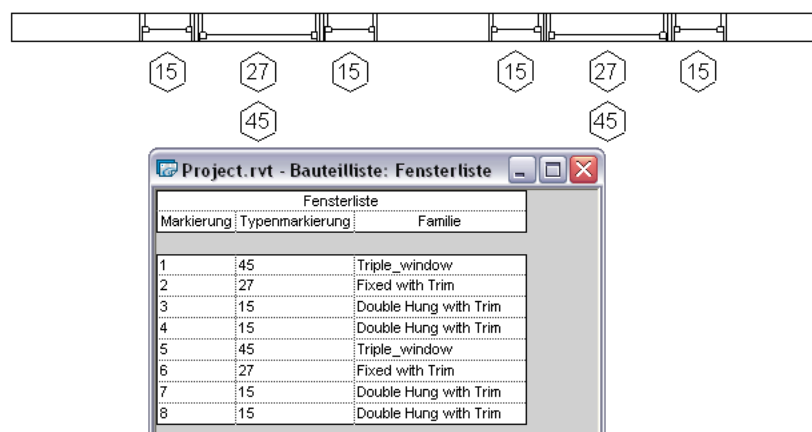 15 27 15 15 27 15
45 45
Project.rvt - Bauteilliste: Fensterliste
Fensterliste
Markierung Typenmarkierung Familie
1 45 Triple_window
2 27 Fixed with Trim
3 15 Double Hung with Trim
4 15 Double Hung with Trim
5 45 Triple_window
6 27 Fixed with Trim
7 15 Double Hung with Trim
8 15 Double Hung with Trim